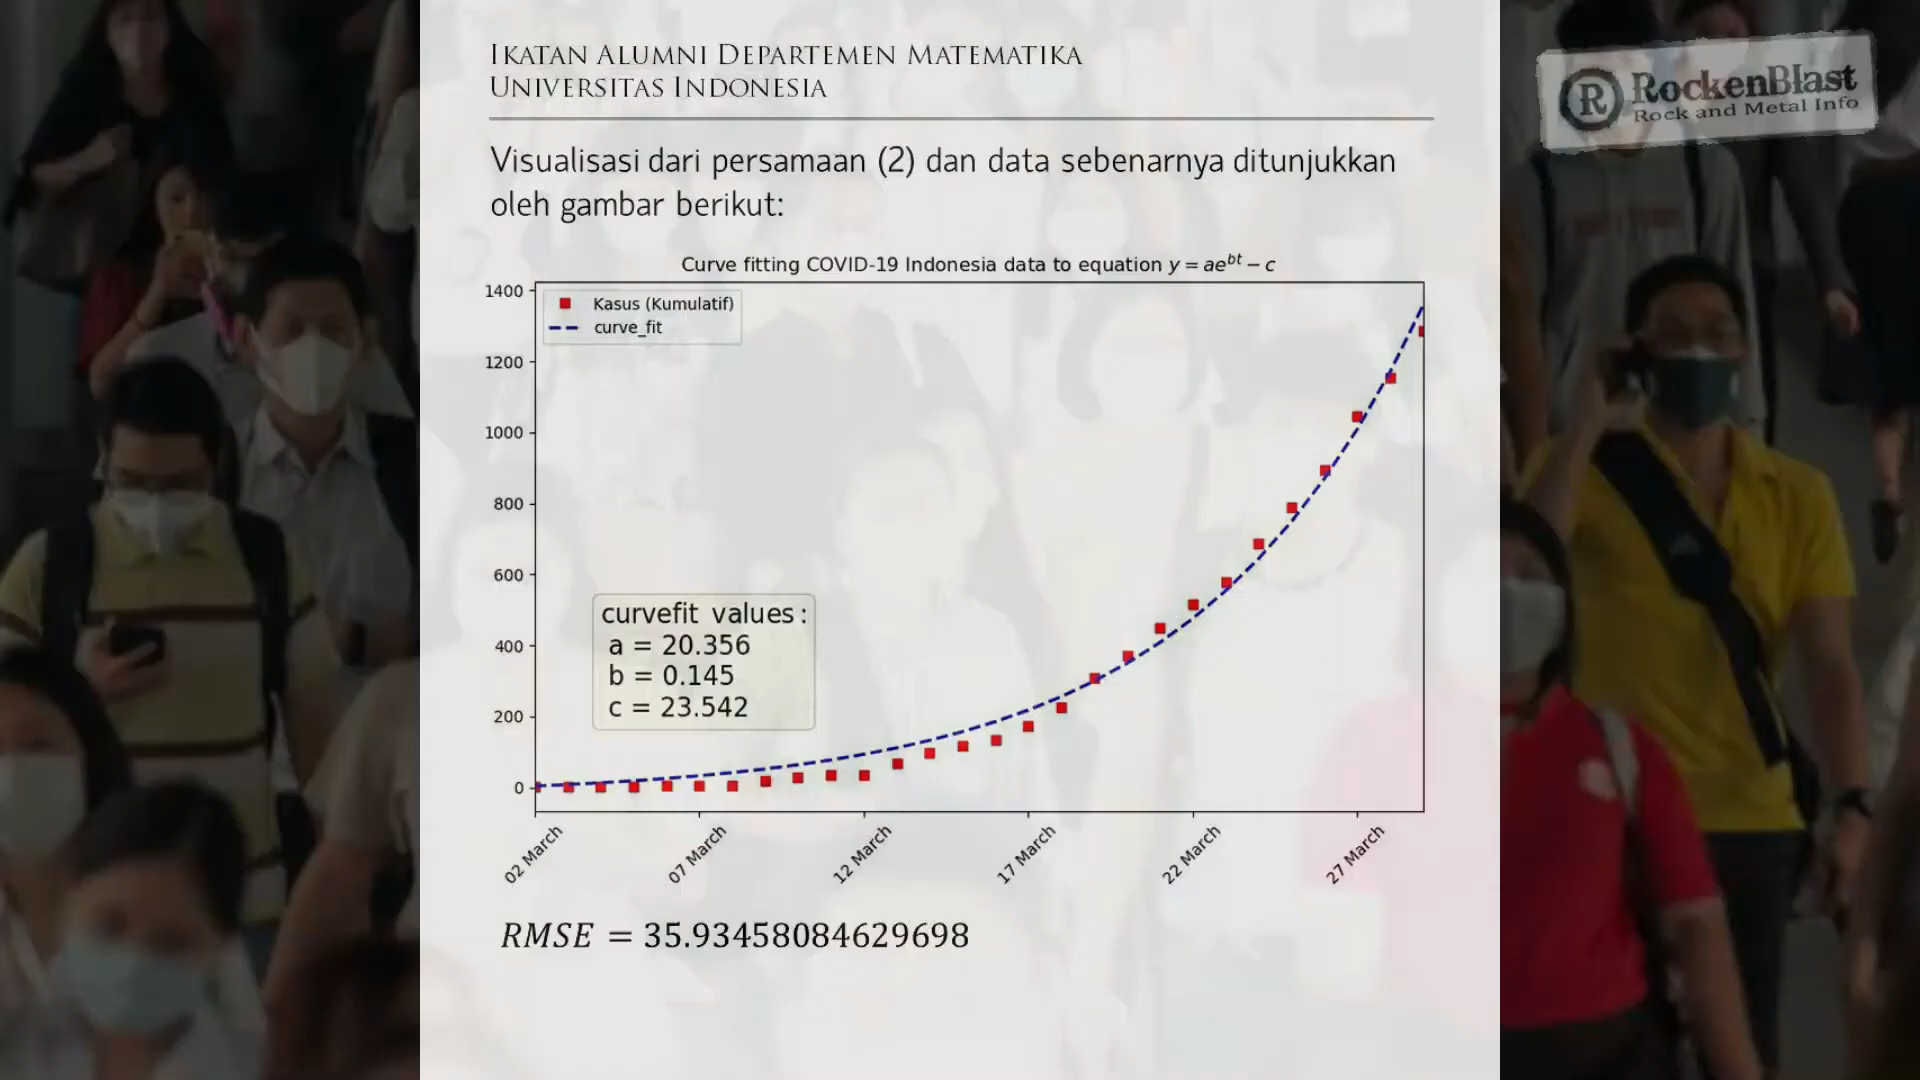 IKATAN ALUMNI DEPARTEMEN MATEMATIKA
UNIVERSITAS INDONESIA
RockenBlast
Rock and Metal Info
Visualisasi dari persamaan (2) dan data sebenarnya ditunjukkan
oleh gambar berikut:
Curve fitting COVID-19 Indonesia data to equation y = ae^{bt} − c
Kasus (Kumulatif)
curve_fit
1400
1200
1000
800
600
400
200
0
curvefit values:
a = 20.356
b = 0.145
c = 23.542
02 March
07 March
12 March
17 March
22 March
27 March
RMSE = 35.93458084629698